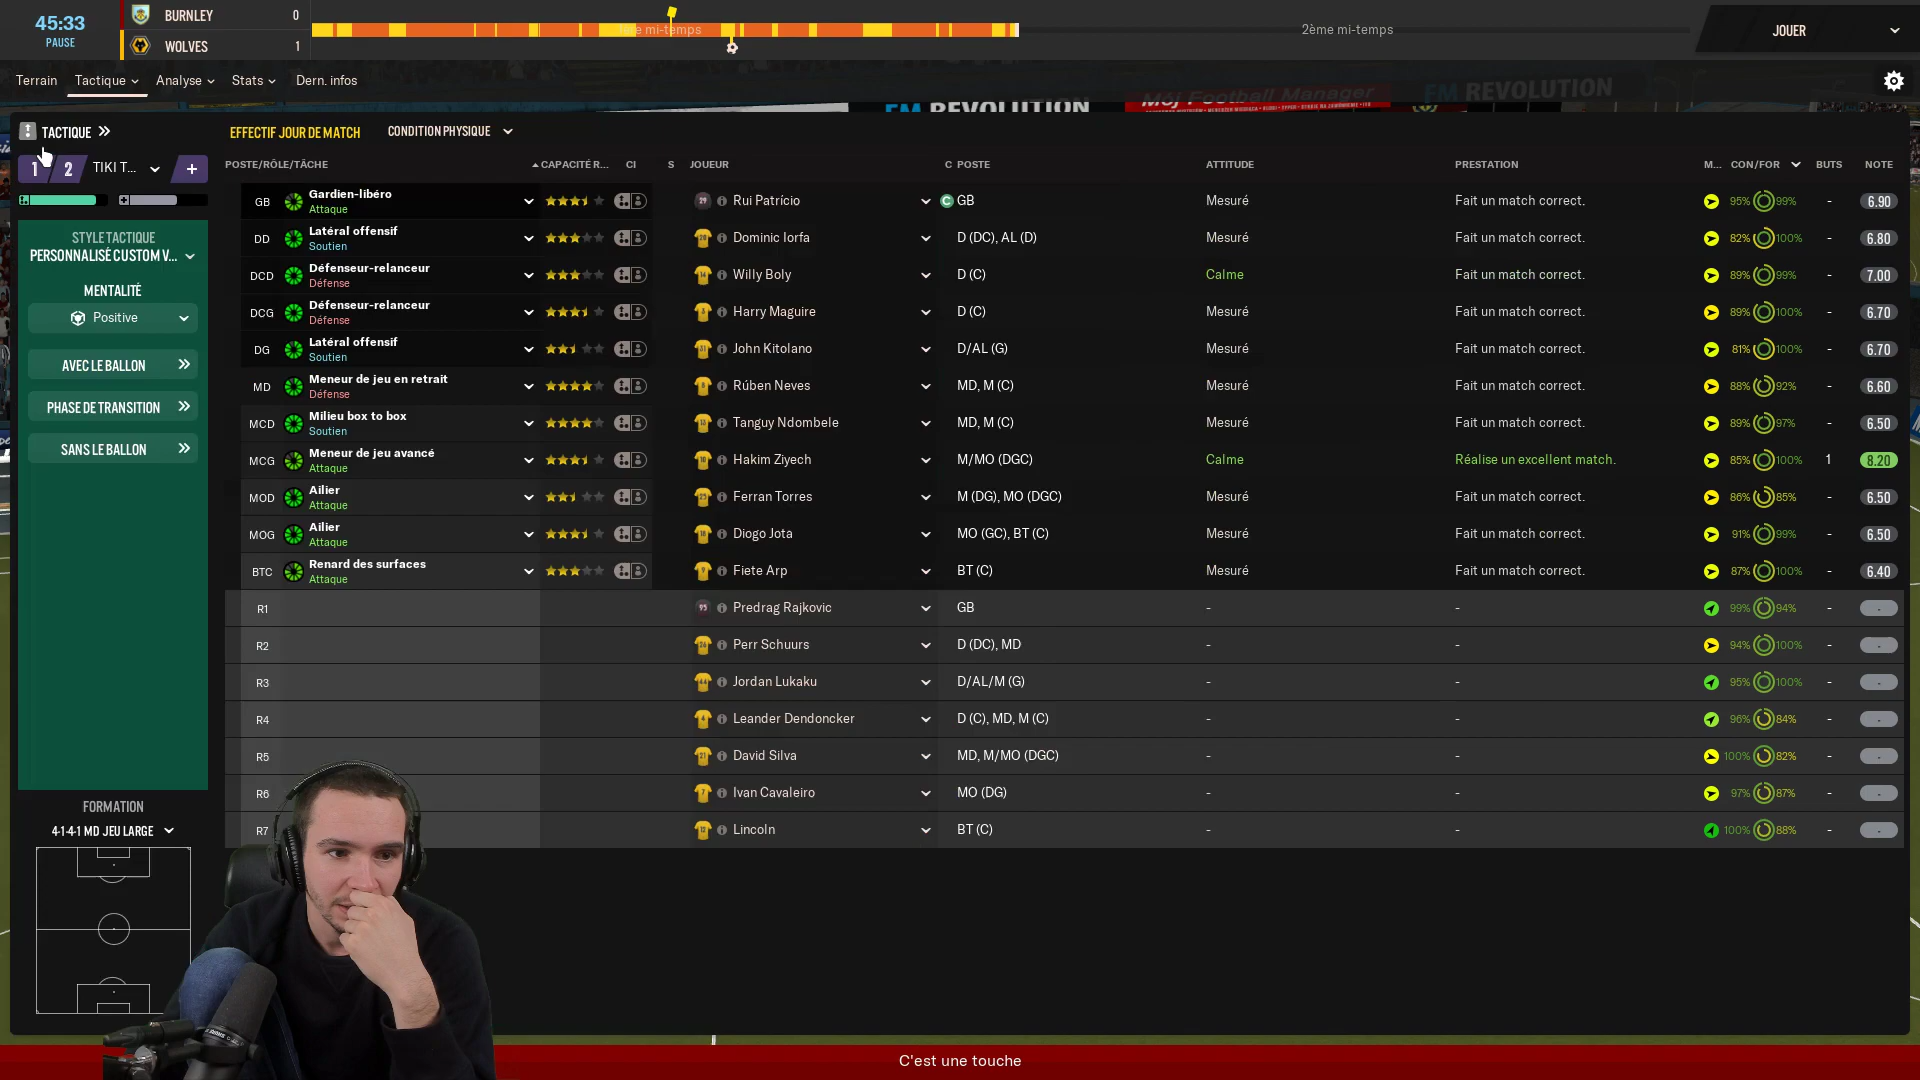 45:33
PAUSE
BURNLEY 0
WOLVES 1
mi-temps
2ème mi-temps
JOUER
Terrain Tactique Analyse Stats Dern. infos
FM REVOLUTION
Mój Football Manager
FM REVOLUTION
TACTIQUE
1 2 TIKI T...
STYLE TACTIQUE
PERSONNALISÉ CUSTOM V...
MENTALITÉ
Positive
AVEC LE BALLON
PHASE DE TRANSITION
SANS LE BALLON
FORMATION
4-1-4-1 MD JEU LARGE
EFFECTIF JOUR DE MATCH CONDITION PHYSIQUE
POSTE/RÔLE/TÂCHE CAPACITÉ R... CI S JOUEUR C POSTE ATTITUDE PRESTATION M... CON/FOR BUTS NOTE
GB Gardien-libéro Attaque Rui Patrício C GB Mesuré Fait un match correct. 95% 99% - 6.90
DD Latéral offensif Soutien Dominic Iorfa D (DC), AL (D) Mesuré Fait un match correct. 82% 100% - 6.80
DCD Défenseur-relanceur Défense Willy Boly D (C) Calme Fait un match correct. 89% 99% - 7.00
DCG Défenseur-relanceur Défense Harry Maguire D (C) Mesuré Fait un match correct. 89% 100% - 6.70
DG Latéral offensif Soutien John Kitolano D/AL (G) Mesuré Fait un match correct. 81% 100% - 6.70
MD Meneur de jeu en retrait Défense Rúben Neves MD, M (C) Mesuré Fait un match correct. 88% 92% - 6.60
MCD Milieu box to box Soutien Tanguy Ndombele MD, M (C) Mesuré Fait un match correct. 89% 97% - 6.50
MCG Meneur de jeu avancé Attaque Hakim Ziyech M/MO (DGC) Calme Réalise un excellent match. 85% 100% 1 8.20
MOD Ailier Attaque Ferran Torres M (DG), MO (DGC) Mesuré Fait un match correct. 86% 85% - 6.50
MOG Ailier Attaque Diogo Jota MO (GC), BT (C) Mesuré Fait un match correct. 91% 99% - 6.50
BTC Renard des surfaces Attaque Fiete Arp BT (C) Mesuré Fait un match correct. 87% 100% - 6.40
R1 Predrag Rajkovic GB - - 99% 94% - -
R2 Perr Schuurs D (DC), MD - - 94% 100% - -
R3 Jordan Lukaku D/AL/M (G) - - 95% 100% - -
R4 Leander Dendoncker D (C), MD, M (C) - - 96% 84% - -
R5 David Silva MD, M/MO (DGC) - - 100% 82% - -
R6 Ivan Cavaleiro MO (DG) - - 97% 87% - -
R7 Lincoln BT (C) - - 100% 88% - -
C'est une touche